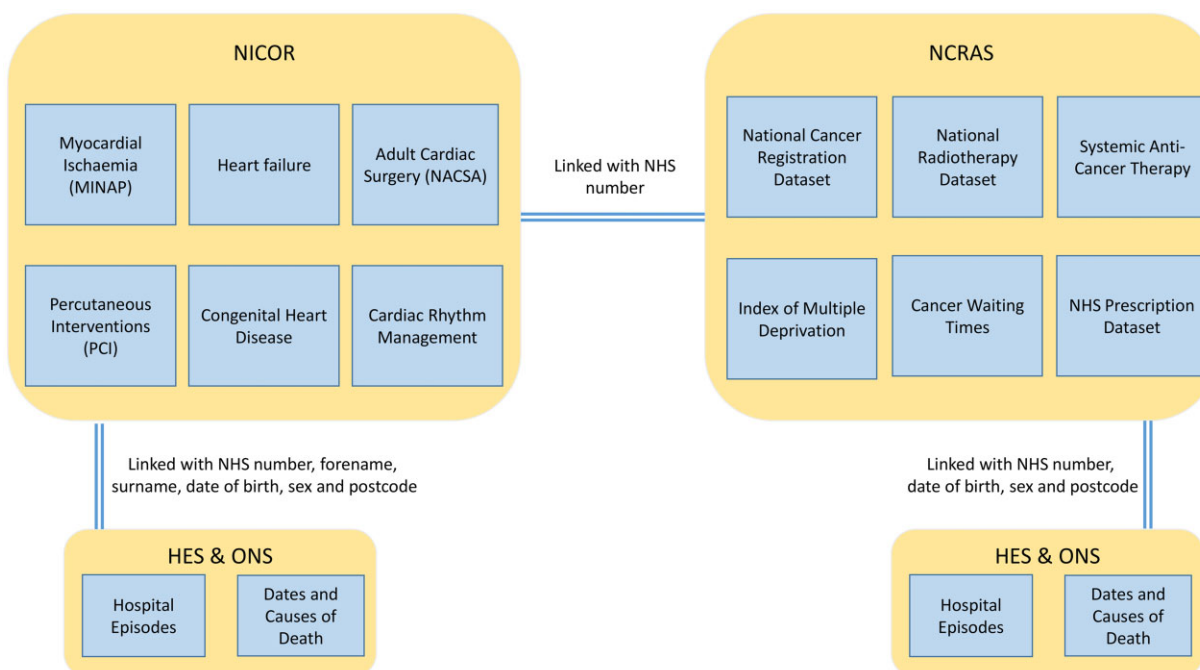 NICOR
Myocardial
Ischaemia
(MINAP)
Heart failure
Adult Cardiac
Surgery (NACSA)
Percutaneous
Interventions
(PCI)
Congenital Heart
Disease
Cardiac Rhythm
Management
Linked with NHS
number
NCRAS
National Cancer
Registration
Dataset
National
Radiotherapy
Dataset
Systemic Anti-
Cancer Therapy
Index of Multiple
Deprivation
Cancer Waiting
Times
NHS Prescription
Dataset
Linked with NHS number, forename,
surname, date of birth, sex and postcode
Linked with NHS number,
date of birth, sex and postcode
HES & ONS
Hospital
Episodes
Dates and
Causes of
Death
HES & ONS
Hospital
Episodes
Dates and
Causes of
Death